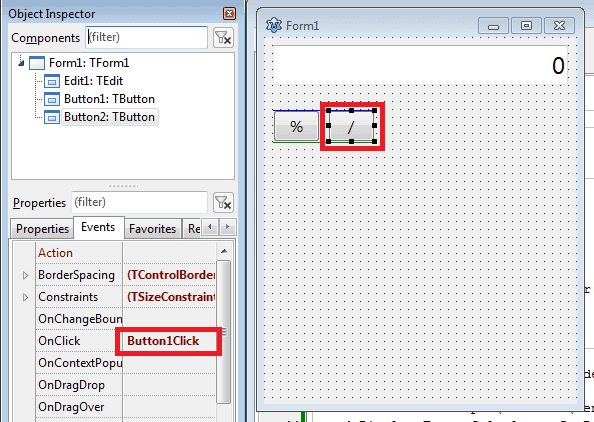 Object Inspector
Components (filter)
Form1: TForm1
Edit1: TEdit
Button1: TButton
Button2: TButton
Properties (filter)
Properties Events Favorites Re
Action
BorderSpacing (TControlBorder
Constraints (TSizeConstraint
OnChangeBoun
OnClick Button1Click
OnContextPopu
OnDragDrop
OnDragOver
Form1
0
% /